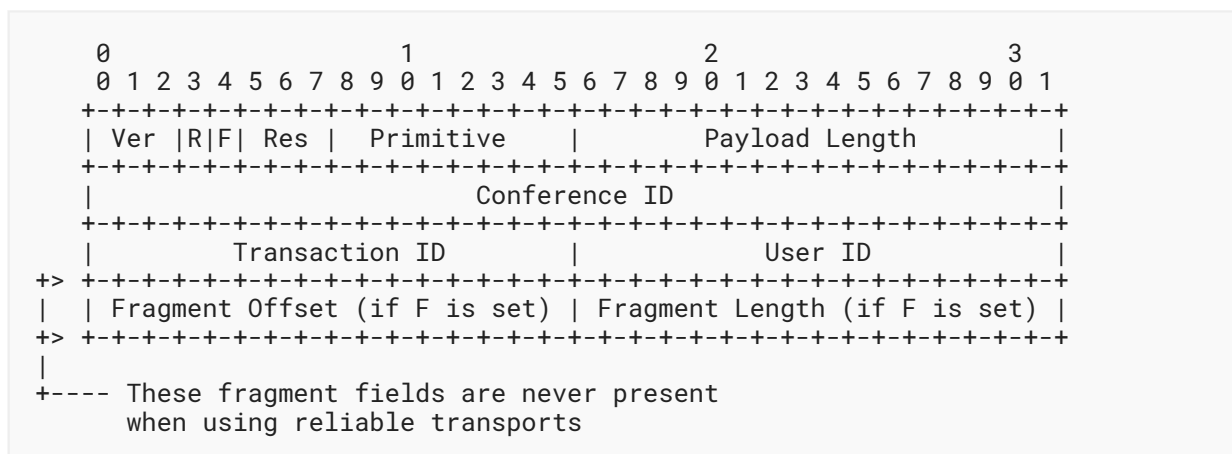 0                   1                   2                   3
    0 1 2 3 4 5 6 7 8 9 0 1 2 3 4 5 6 7 8 9 0 1 2 3 4 5 6 7 8 9 0 1
   +-+-+-+-+-+-+-+-+-+-+-+-+-+-+-+-+-+-+-+-+-+-+-+-+-+-+-+-+-+-+-+-+
   | Ver |R|F| Res |  Primitive    |        Payload Length         |
   +-+-+-+-+-+-+-+-+-+-+-+-+-+-+-+-+-+-+-+-+-+-+-+-+-+-+-+-+-+-+-+-+
   |                         Conference ID                         |
   +-+-+-+-+-+-+-+-+-+-+-+-+-+-+-+-+-+-+-+-+-+-+-+-+-+-+-+-+-+-+-+-+
   |         Transaction ID        |            User ID            |
+> +-+-+-+-+-+-+-+-+-+-+-+-+-+-+-+-+-+-+-+-+-+-+-+-+-+-+-+-+-+-+-+-+
|  | Fragment Offset (if F is set) | Fragment Length (if F is set) |
+> +-+-+-+-+-+-+-+-+-+-+-+-+-+-+-+-+-+-+-+-+-+-+-+-+-+-+-+-+-+-+-+-+
|
+---- These fragment fields are never present
      when using reliable transports